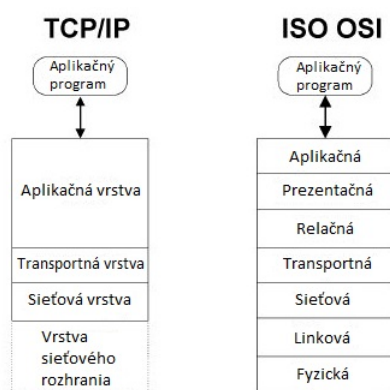 TCP/IP
Aplikačný
program
Aplikačná vrstva
Transportná vrstva
Sieťová vrstva
Vrstva
sieťového
rozhrania
ISO OSI
Aplikačný
program
Aplikačná
Prezentačná
Relačná
Transportná
Sieťová
Linková
Fyzická